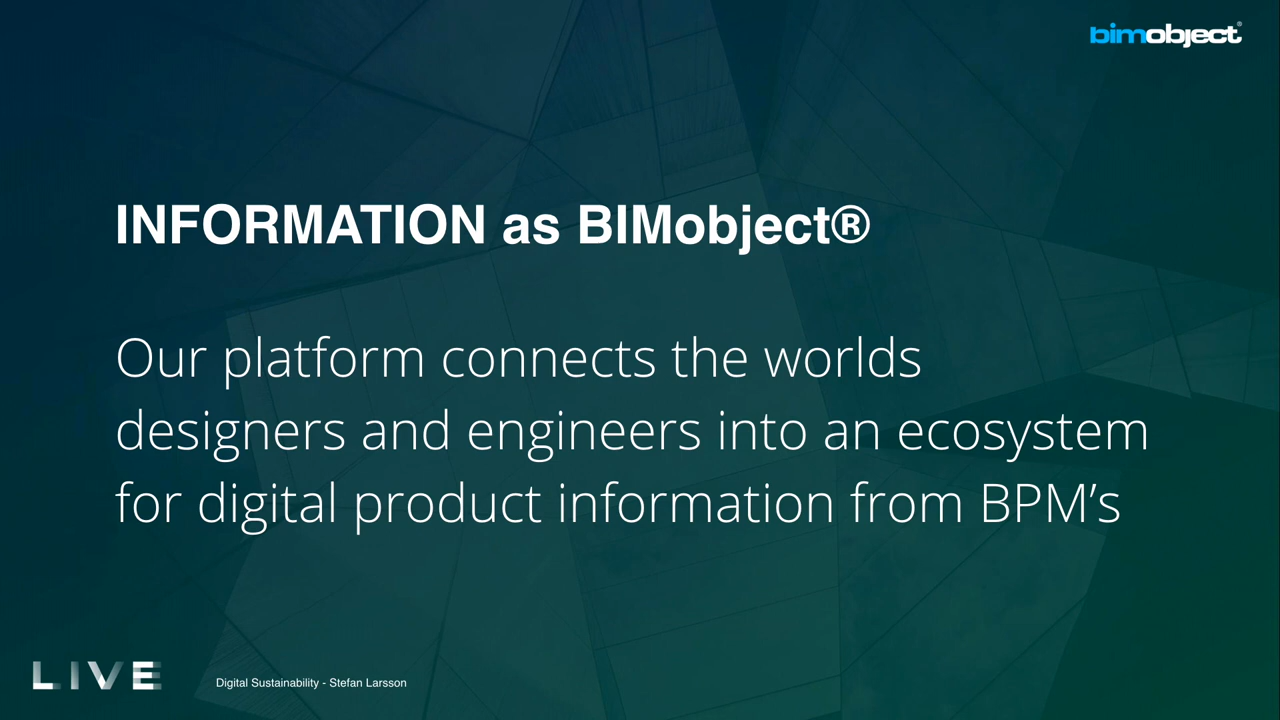 bimobject®
INFORMATION as BIMobject®
Our platform connects the worlds
designers and engineers into an ecosystem
for digital product information from BPM’s
LIVE
Digital Sustainability - Stefan Larsson